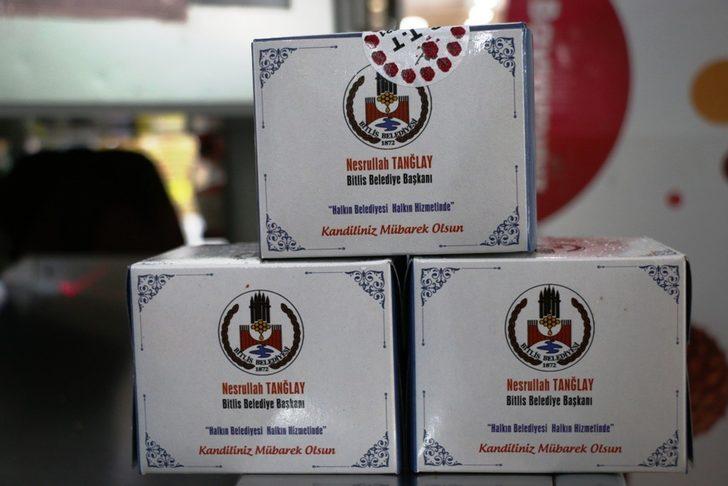 BİTLİS BELEDİYESİ
1872
Nesrullah TANĞLAY
Bitlis Belediye Başkanı
"Halkın Belediyesi Halkın Hizmetinde"
Kandiliniz Mübarek Olsun
BİTLİS BELEDİYESİ
1872
Nesrullah TANĞLAY
Bitlis Belediye Başkanı
"Halkın Belediyesi Halkın Hizmetinde"
Kandiliniz Mübarek Olsun
BİTLİS BELEDİYESİ
1872
Nesrullah TANĞLAY
Bitlis Belediye Başkanı
"Halkın Belediyesi Halkın Hizmetinde"
Kandiliniz Mübarek Olsun